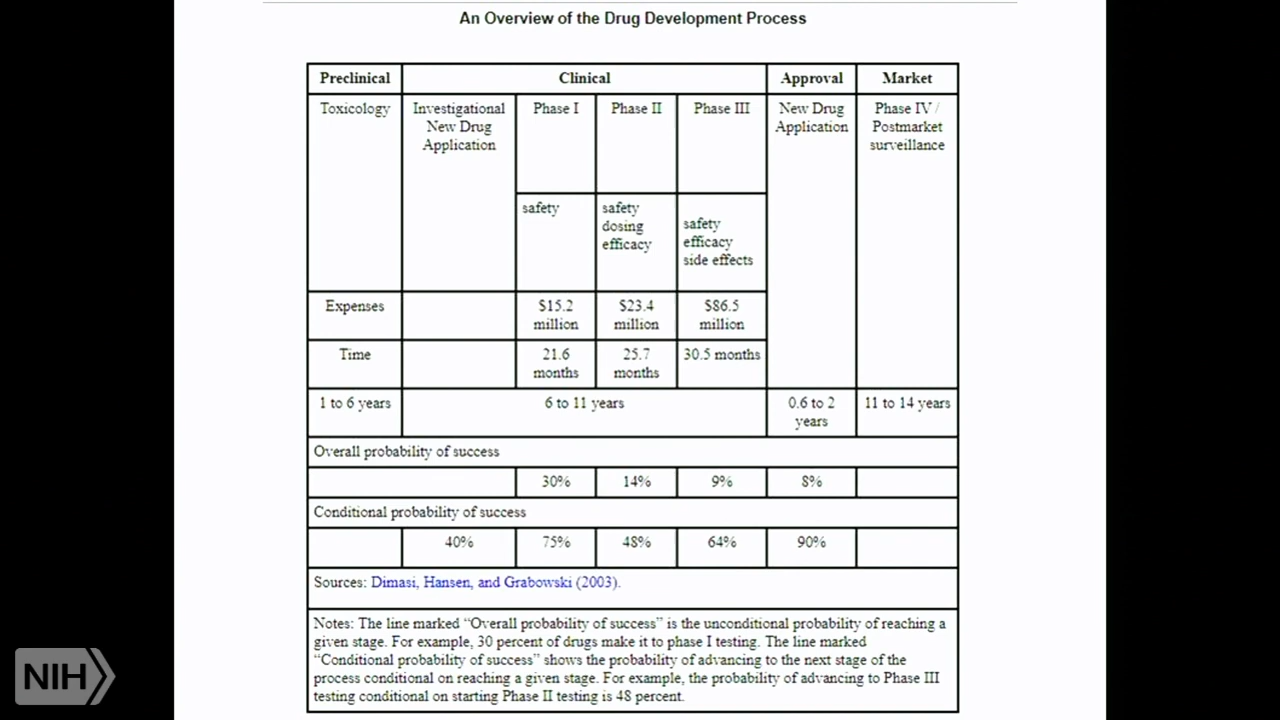 An Overview of the Drug Development Process
Preclinical Clinical Approval Market
Toxicology Investigational New Drug Application Phase I Phase II Phase III New Drug Application Phase IV / Postmarket surveillance
safety safety dosing efficacy safety efficacy side effects
Expenses $15.2 million $23.4 million $86.5 million
Time 21.6 months 25.7 months 30.5 months
1 to 6 years 6 to 11 years 0.6 to 2 years 11 to 14 years
Overall probability of success
30% 14% 9% 8%
Conditional probability of success
40% 75% 48% 64% 90%
Sources: Dimasi, Hansen, and Grabowski (2003).
Notes: The line marked “Overall probability of success” is the unconditional probability of reaching a
given stage. For example, 30 percent of drugs make it to phase I testing. The line marked
“Conditional probability of success” shows the probability of advancing to the next stage of the
process conditional on reaching a given stage. For example, the probability of advancing to Phase III
testing conditional on starting Phase II testing is 48 percent.
NIH